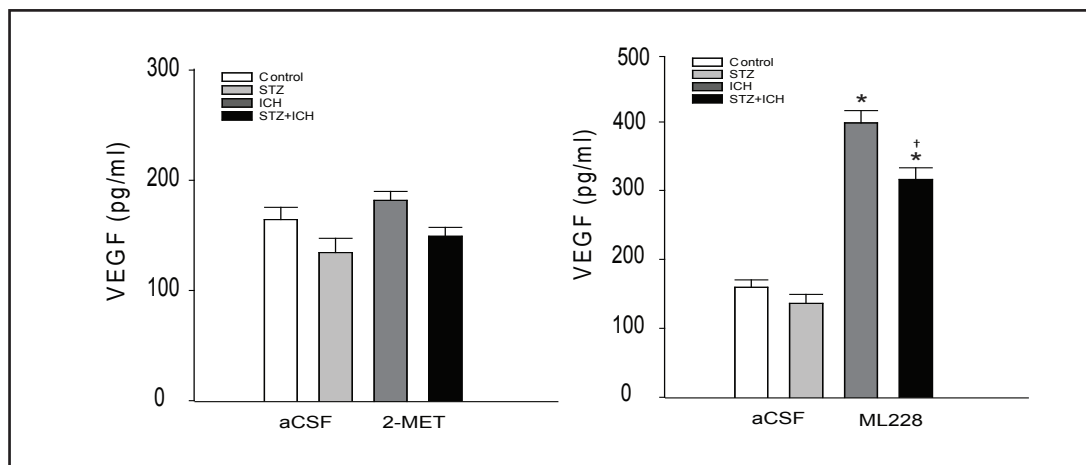 300
200
100
0
VEGF (pg/ml)
Control
STZ
ICH
STZ+ICH
aCSF 2-MET
500
400
300
200
100
0
VEGF (pg/ml)
Control
STZ
ICH
STZ+ICH
*
†
*
aCSF ML228